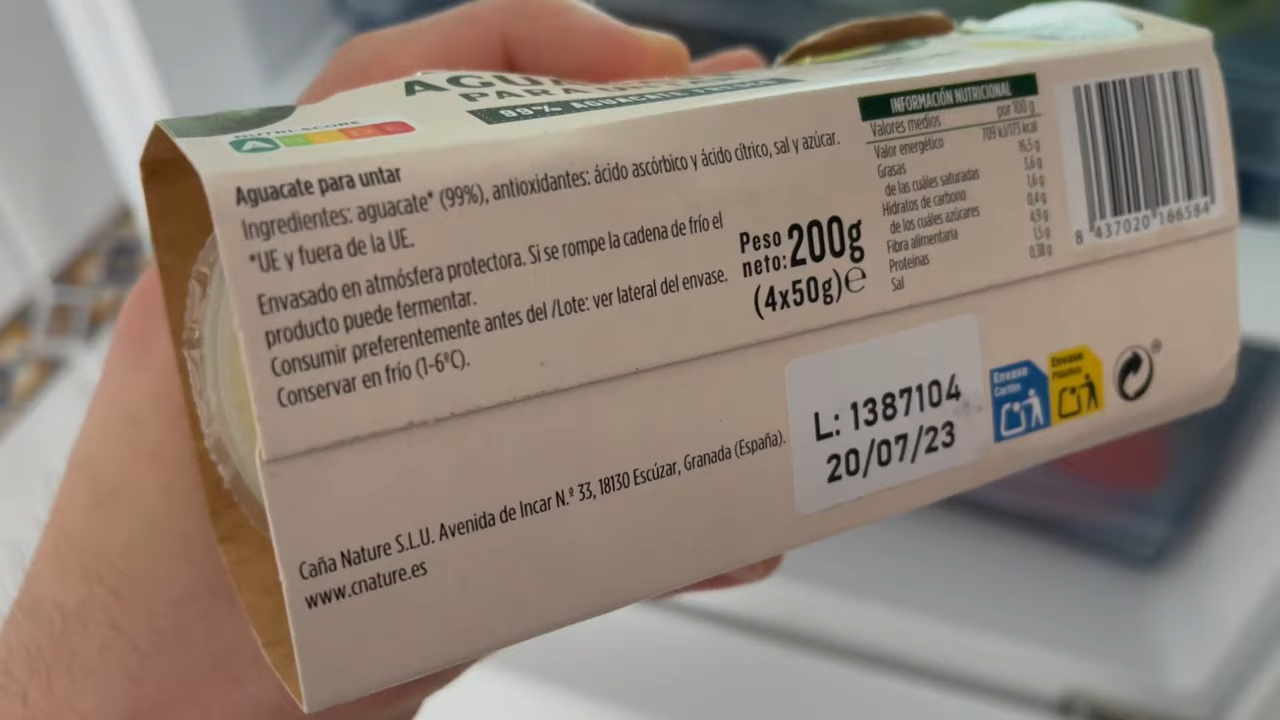 AGUA
PARA
98% AGUACATE
NUTRI-SCORE
A
Aguacate para untar
Ingredientes: aguacate* (99%), antioxidantes: ácido ascórbico y ácido cítrico, sal y azúcar.
*UE y fuera de la UE.
Envasado en atmósfera protectora. Si se rompe la cadena de frío el
producto puede fermentar.
Consumir preferentemente antes del /Lote: ver lateral del envase.
Conservar en frío (1-6ºC).
Peso
neto: 200g
(4x50g)℮
INFORMACIÓN NUTRICIONAL
Valores medios por 100 g
Valor energético 709 kJ/173 kcal
Grasas 16,5 g
de las cuáles saturadas 3,6 g
Hidratos de carbono 1,6 g
de los cuáles azúcares 0,4 g
Fibra alimentaria 4,9 g
Proteínas 1,5 g
Sal 0,38 g
8 437020 166584
L: 1387104
20/07/23
Envase
Cartón
Envase
Plástico
Caña Nature S.L.U. Avenida de Incar N.º 33, 18130 Escúzar, Granada (España).
www.cnature.es